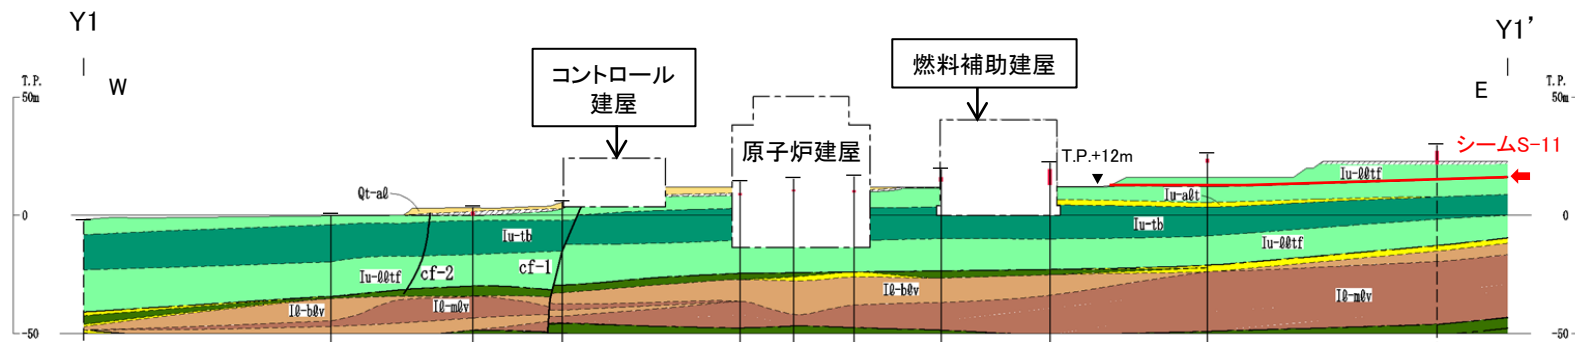 Y1
Y1’
W
E
T.P.
50m
0
-50
T.P.
50m
0
-50
コントロール
建屋
原子炉建屋
燃料補助建屋
T.P.+12m
▼
シームS-11
Qt-al
Iu-tb
Iu-ℓℓtf
cf-2
cf-1
Iℓ-bℓv
Iℓ-mℓv
Iℓ-bℓv
Iu-ℓℓtf
Iu-aℓt
Iu-tb
Iu-ℓℓtf
Iℓ-mℓv